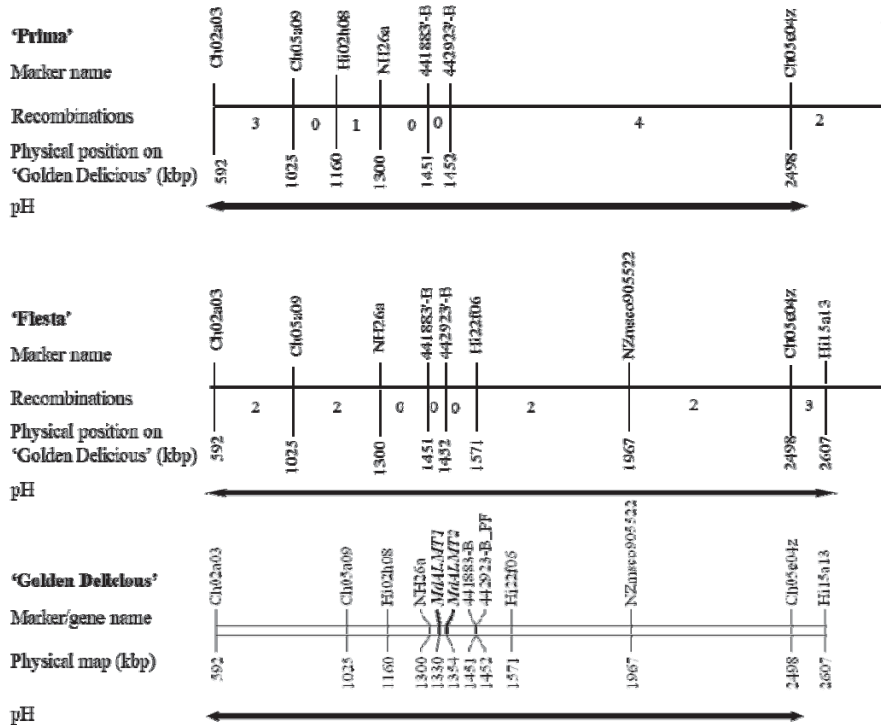 'Prima'
Ch02a03 Ch05a09 Hi02h08 NH26a 441883'-B 442923'-B Ch05e04z
Marker name
Recombinations 3 0 1 0 0 4 2
Physical position on
'Golden Delicious' (kbp)
592 1025 1160 1300 1451 1452 2498
pH
'Fiesta'
Ch02a03 Ch05a09 NH26a 441883'-B 442923'-B Hi22f06 NZmsco905522 Ch05e04z Hi15a13
Marker name
Recombinations 2 2 0 0 0 2 2 3
Physical position on
'Golden Delicious' (kbp)
592 1025 1300 1451 1452 1571 1967 2498 2607
pH
'Golden Delicious'
Ch02a03 Ch05a09 Hi02h08 NH26a MdALMT1 MdALMT2 441883-B 442923-B_PF Hi22f06 NZmsco905522 Ch05e04z Hi15a13
Marker/gene name
Physical map (kbp)
592 1025 1160 1300 1330 1354 1451 1452 1571 1967 2498 2607
pH